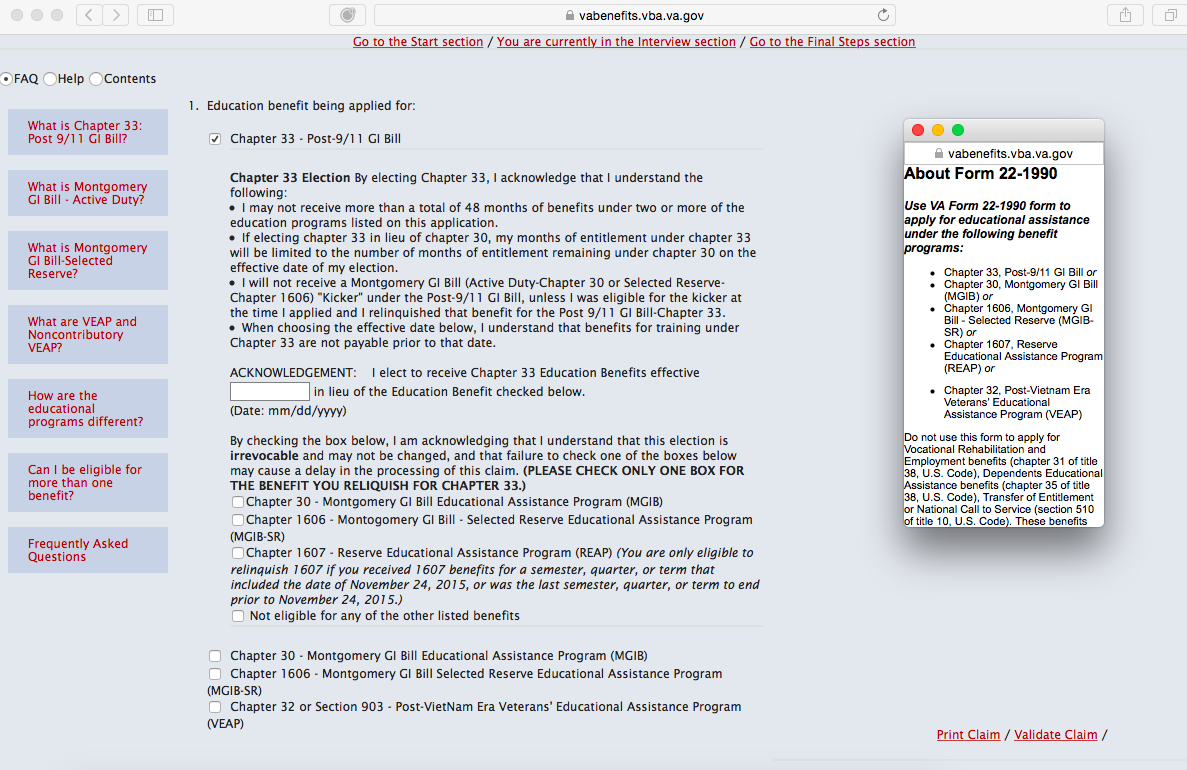 vabenefits.vba.va.gov
Go to the Start section / You are currently in the Interview section / Go to the Final Steps section
FAQ Help Contents
What is Chapter 33:
Post 9/11 GI Bill?
What is Montgomery
GI Bill - Active Duty?
What is Montgomery
GI Bill-Selected
Reserve?
What are VEAP and
Noncontributory
VEAP?
How are the
educational
programs different?
Can I be eligible for
more than one
benefit?
Frequently Asked
Questions
1. Education benefit being applied for:
Chapter 33 - Post-9/11 GI Bill
Chapter 33 Election By electing Chapter 33, I acknowledge that I understand the
following:
• I may not receive more than a total of 48 months of benefits under two or more of the
education programs listed on this application.
• If electing chapter 33 in lieu of chapter 30, my months of entitlement under chapter 33
will be limited to the number of months of entitlement remaining under chapter 30 on the
effective date of my election.
• I will not receive a Montgomery GI Bill (Active Duty-Chapter 30 or Selected Reserve-
Chapter 1606) "Kicker" under the Post-9/11 GI Bill, unless I was eligible for the kicker at
the time I applied and I relinquished that benefit for the Post 9/11 GI Bill-Chapter 33.
• When choosing the effective date below, I understand that benefits for training under
Chapter 33 are not payable prior to that date.
ACKNOWLEDGEMENT: I elect to receive Chapter 33 Education Benefits effective
in lieu of the Education Benefit checked below.
(Date: mm/dd/yyyy)
By checking the box below, I am acknowledging that I understand that this election is
irrevocable and may not be changed, and that failure to check one of the boxes below
may cause a delay in the processing of this claim. (PLEASE CHECK ONLY ONE BOX FOR
THE BENEFIT YOU RELIQUISH FOR CHAPTER 33.)
Chapter 30 - Montgomery GI Bill Educational Assistance Program (MGIB)
Chapter 1606 - Montogomery GI Bill - Selected Reserve Educational Assistance Program
(MGIB-SR)
Chapter 1607 - Reserve Educational Assistance Program (REAP) (You are only eligible to
relinquish 1607 if you received 1607 benefits for a semester, quarter, or term that
included the date of November 24, 2015, or was the last semester, quarter, or term to end
prior to November 24, 2015.)
Not eligible for any of the other listed benefits
Chapter 30 - Montgomery GI Bill Educational Assistance Program (MGIB)
Chapter 1606 - Montgomery GI Bill Selected Reserve Educational Assistance Program
(MGIB-SR)
Chapter 32 or Section 903 - Post-VietNam Era Veterans' Educational Assistance Program
(VEAP)
vabenefits.vba.va.gov
About Form 22-1990
Use VA Form 22-1990 form to
apply for educational assistance
under the following benefit
programs:
• Chapter 33, Post-9/11 GI Bill or
• Chapter 30, Montgomery GI Bill
(MGIB) or
• Chapter 1606, Montgomery GI
Bill - Selected Reserve (MGIB-
SR) or
• Chapter 1607, Reserve
Educational Assistance Program
(REAP) or
• Chapter 32, Post-Vietnam Era
Veterans' Educational
Assistance Program (VEAP)
Do not use this form to apply for
Vocational Rehabilitation and
Employment benefits (chapter 31 of title
38, U.S. Code), Dependents Educational
Assistance benefits (chapter 35 of title
38, U.S. Code), Transfer of Entitlement
or National Call to Service (section 510
of title 10, U.S. Code). These benefits
Print Claim / Validate Claim /